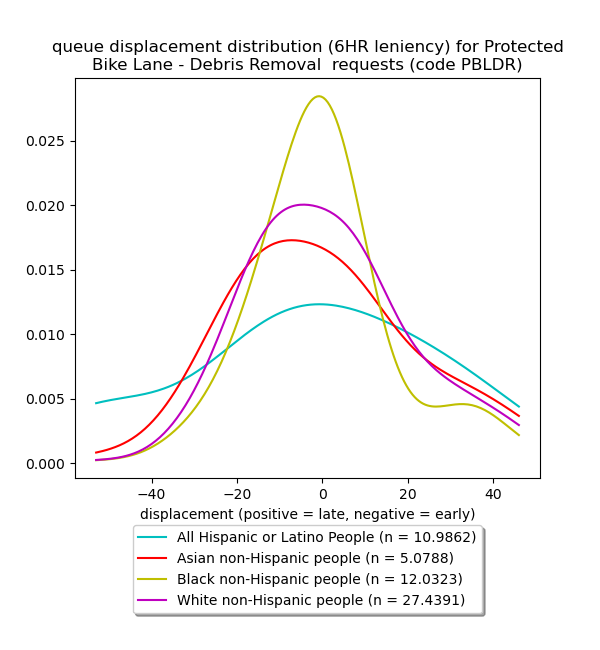 queue displacement distribution (6HR leniency) for Protected
Bike Lane - Debris Removal  requests (code PBLDR)
0.025
0.020
0.015
0.010
0.005
0.000
−40
−20
0
20
40
displacement (positive = late, negative = early)
All Hispanic or Latino People (n = 10.9862)
Asian non-Hispanic people (n = 5.0788)
Black non-Hispanic people (n = 12.0323)
White non-Hispanic people (n = 27.4391)